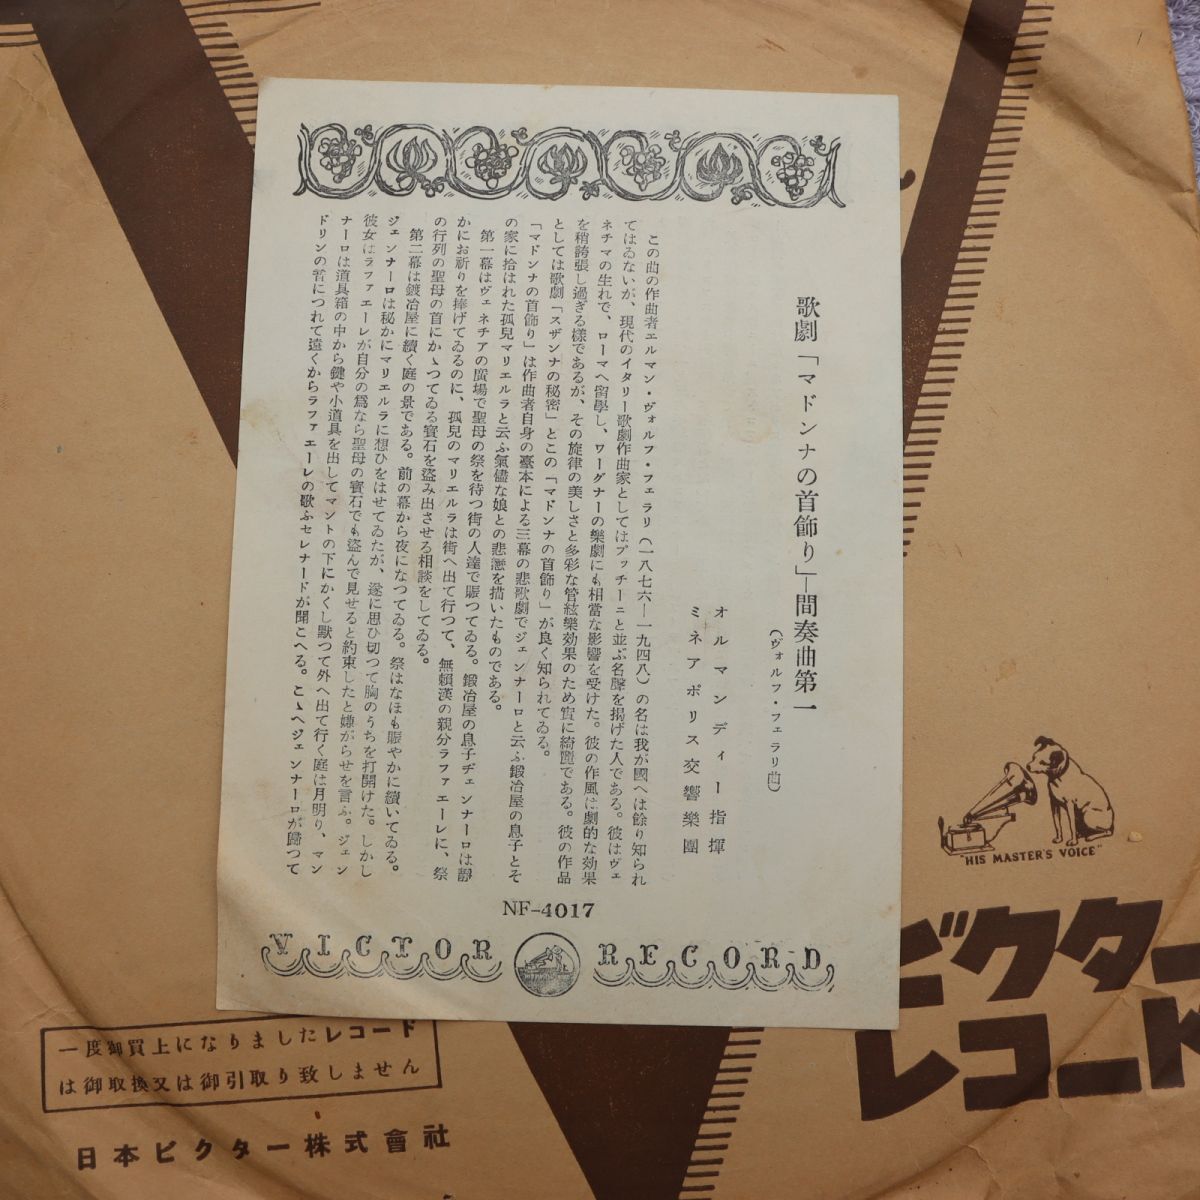 歌劇「マドンナの首飾り」―間奏曲第一
(ヴォルフ・フェラリ曲)
オルマンディー指揮
ミネアポリス交響樂團
この曲の作曲者エルマン・ヴォルフ・フェラリ(一八七六―一九四八)の名は我が國へは餘り知られ
てはゐないが、現代のイタリー歌劇作曲家としてはプッチーニと並ぶ名聲を揭げた人である。彼はヴェ
ネチマの生れで、ローマへ留學し、ワーグナーの樂劇にも相當な影響を受けた。彼の作風は劇的な効果
を稍誇張し過ぎる樣であるが、その旋律の美しさと多彩な管絃樂効果のため實に綺麗である。彼の作品
としては歌劇「スザンナの秘密」とこの「マドンナの首飾り」が良く知られてゐる。
「マドンナの首飾り」は作曲者自身の臺本による三幕の悲歌劇でジェンナーロと云ふ鍛冶屋の息子とそ
の家に拾はれた孤兒マリエルラと云ふ氣儘な娘との悲戀を描いたものである。
第一幕はヴェネチアの廣場で聖母の祭を待つ街の人達で賑つてゐる。鍛冶屋の息子ヂェンナーロは靜
かにお祈りを捧げてゐるのに、孤兒のマリエルラは街へ出て行つて、無賴漢の親分ラファエーレに、祭
の行列の聖母の首にかゝつてゐる寶石を盜み出させる相談をしてゐる。
第二幕は鍛冶屋に續く庭の景である。前の幕から夜になつてゐる。祭はなほも賑やかに續いてゐる。
ジェンナーロは秘かにマリエルラに想ひをはせてゐたが、遂に思ひ切つて胸のうちを打開けた。しかし
彼女はラファエーレが自分の爲なら聖母の寶石でも盜んで見せると約束したと嫌がらせを言ふ。ジェン
ナーロは道具箱の中から鍵や小道具を出してマントの下にかくし默つて外へ出て行く庭は月明り、マン
ドリンの音につれて遠くからラファエーレの歌ふセレナードが聞こへる。こゝへジェンナーロが歸つて
NF-4017
VICTOR RECORD
"HIS MASTER'S VOICE"
ビクター
レコード
一度御買上になりましたレコード
は御取換又は御引取り致しません
日本ビクター株式會社